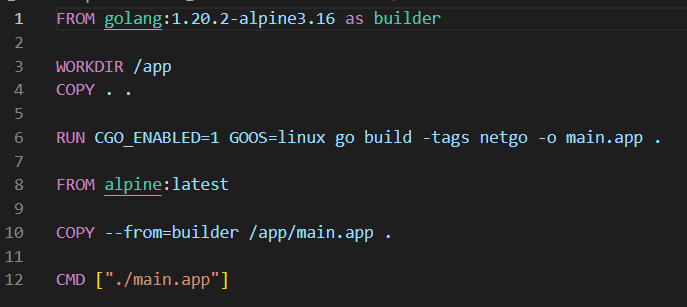 1 FROM golang:1.20.2-alpine3.16 as builder
2
3 WORKDIR /app
4 COPY . .
5
6 RUN CGO_ENABLED=1 GOOS=linux go build -tags netgo -o main.app .
7
8 FROM alpine:latest
9
10 COPY --from=builder /app/main.app .
11
12 CMD ["./main.app"]